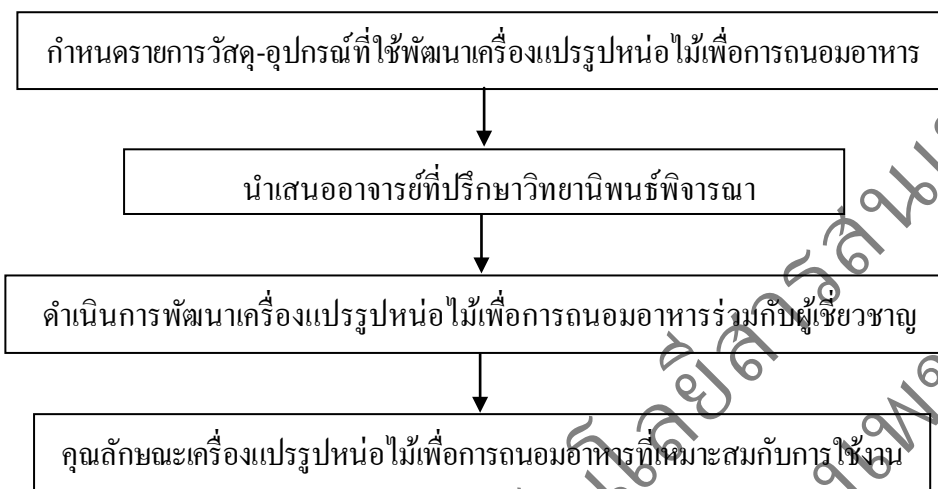 กำหนดรายการวัสดุ-อุปกรณ์ที่ใช้พัฒนาเครื่องแปรรูปหน่อไม้เพื่อการถนอมอาหาร
นำเสนออาจารย์ที่ปรึกษาวิทยานิพนธ์พิจารณา
ดำเนินการพัฒนาเครื่องแปรรูปหน่อไม้เพื่อการถนอมอาหารร่วมกับผู้เชี่ยวชาญ
คุณลักษณะเครื่องแปรรูปหน่อไม้เพื่อการถนอมอาหารที่เหมาะสมกับการใช้งาน